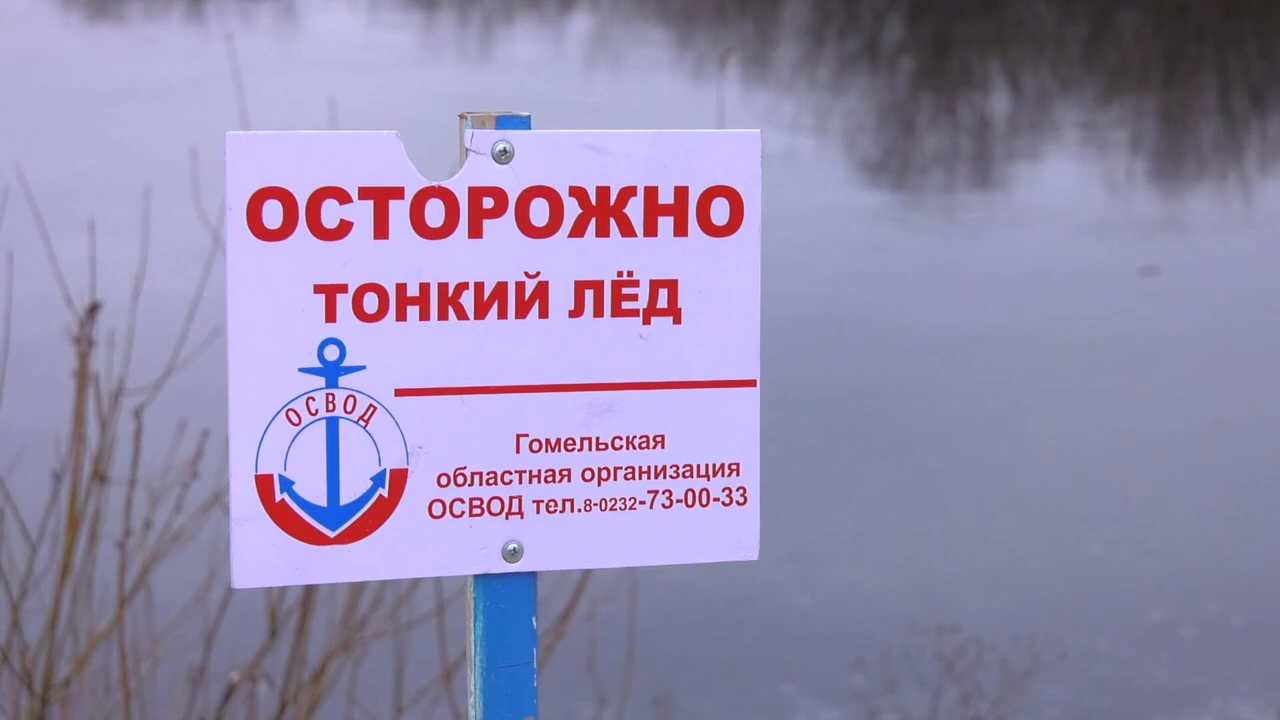 ОСТОРОЖНО
ТОНКИЙ ЛЁД
ОСВОД
Гомельская
областная организация
ОСВОД тел.8-0232-73-00-33